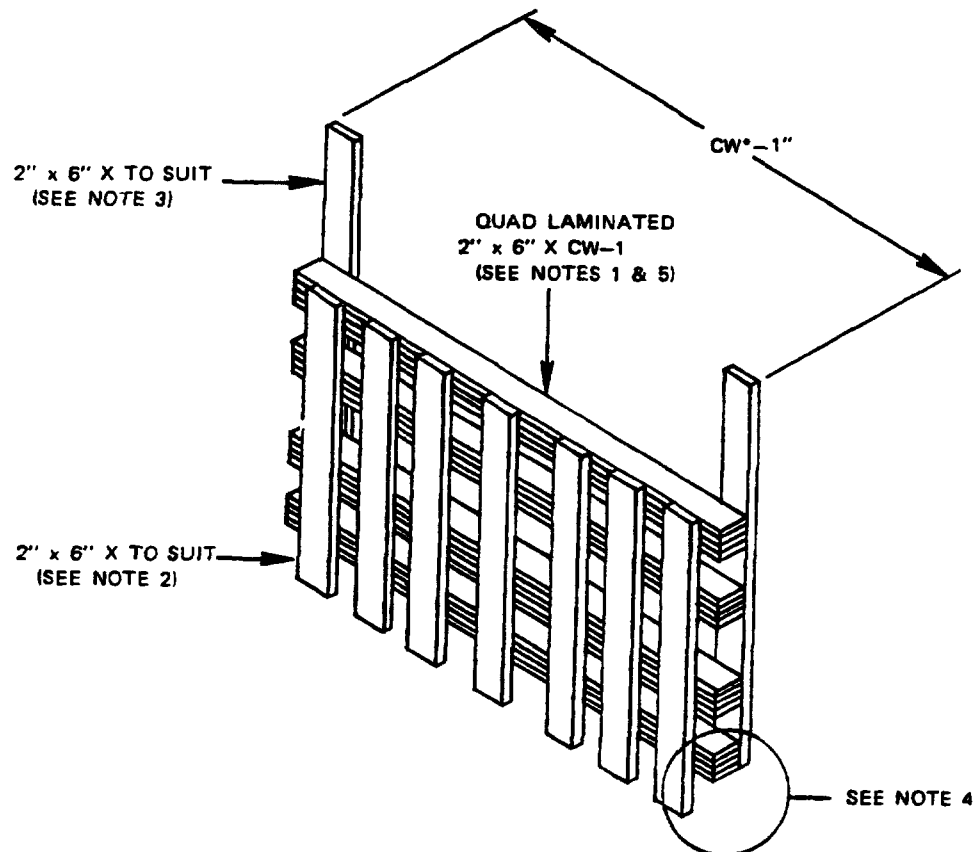 CW*-1"
2" x 6" X TO SUIT
(SEE NOTE 3)
QUAD LAMINATED
2" x 6" X CW-1
(SEE NOTES 1 & 5)
2" x 6" X TO SUIT
(SEE NOTE 2)
SEE NOTE 4